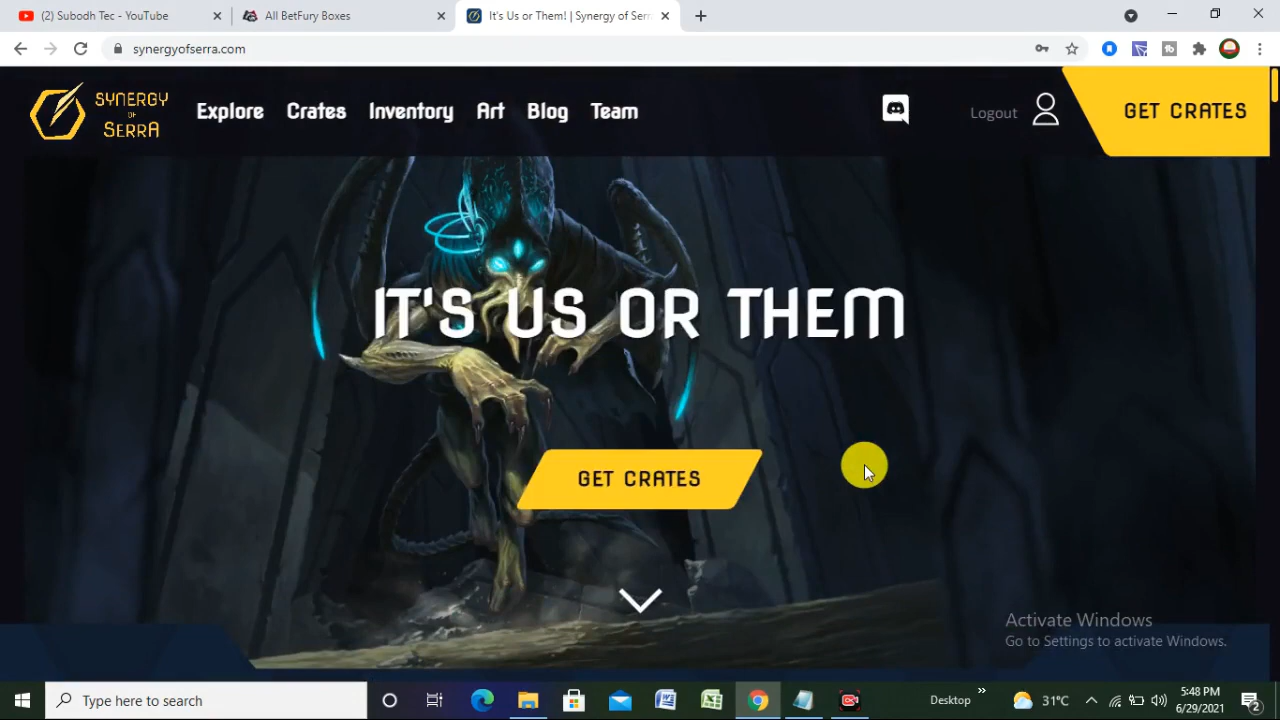 (2) Subodh Tec - YouTube
All BetFury Boxes
It's Us or Them! | Synergy of Serr
synergyofserra.com
SYNERGY
OF
SERRA
Explore Crates Inventory Art Blog Team
Logout
GET CRATES
IT'S US OR THEM
GET CRATES
Activate Windows
Go to Settings to activate Windows.
Type here to search
Desktop
31°C
5:48 PM
6/29/2021
2